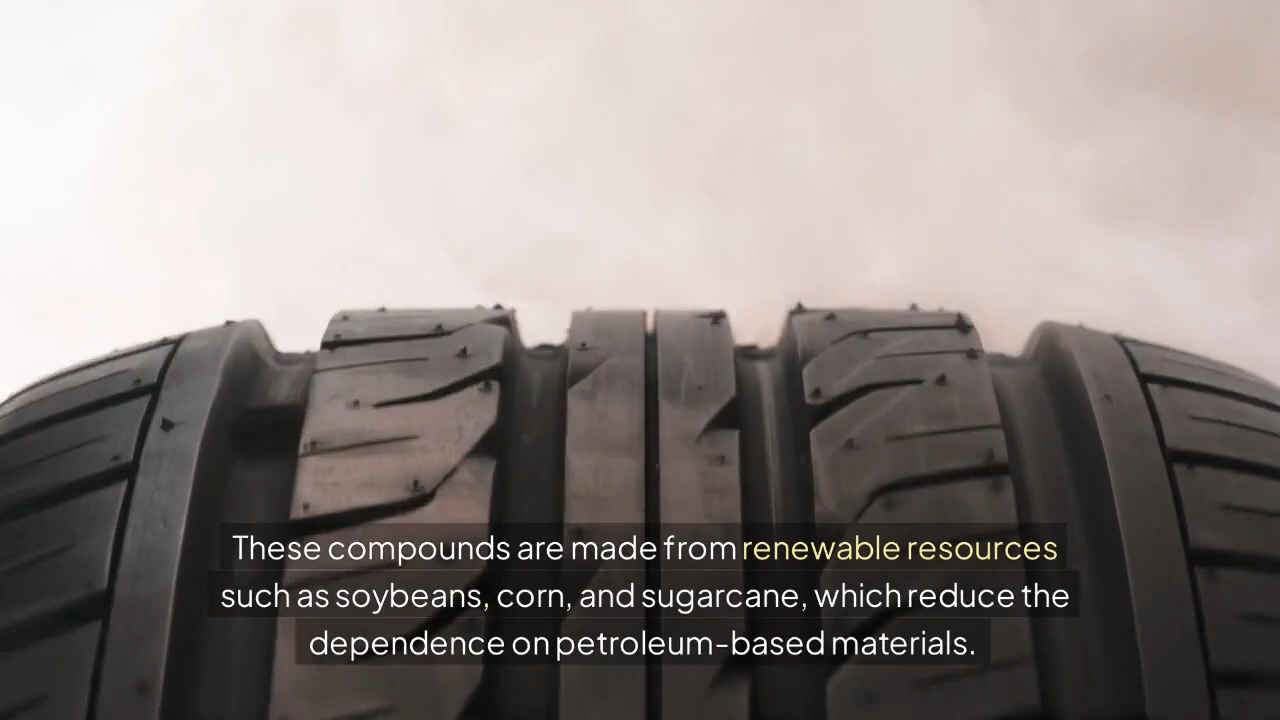 These compounds are made from renewable resources
such as soybeans, corn, and sugarcane, which reduce the
dependence on petroleum-based materials.